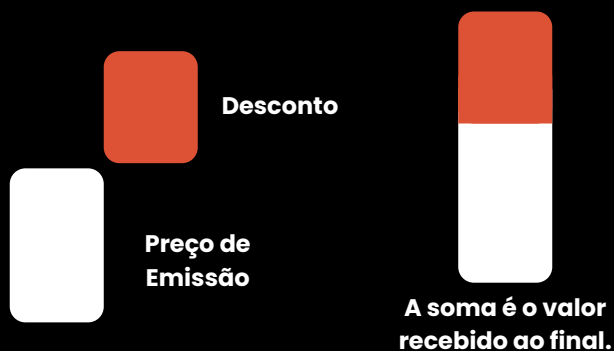 Desconto
Preço de
Emissão
A soma é o valor
recebido ao final.